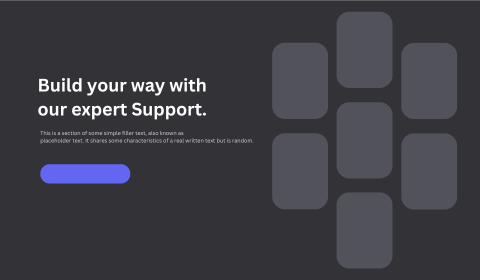 Build your way with
our expert Support.
This is a section of some simple filler text, also known as
placeholder text. It shares some characteristics of a real written text but is random.